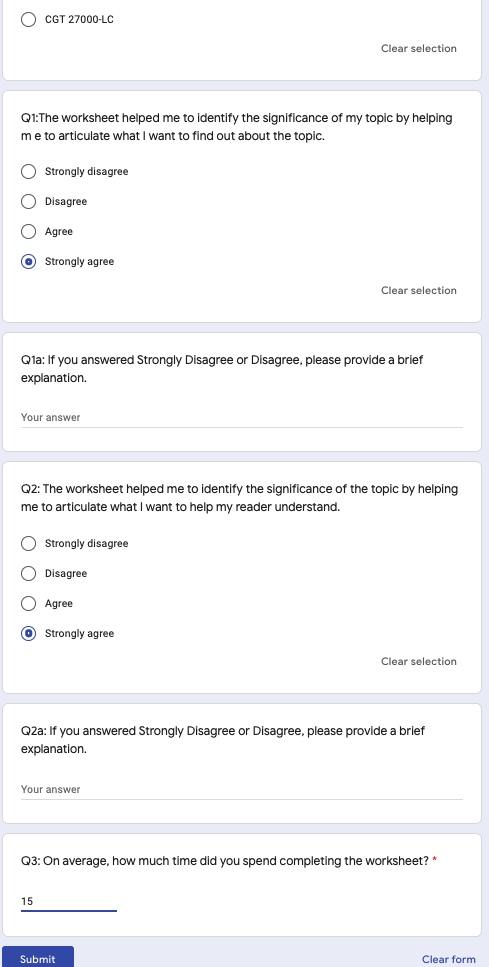 CGT 27000-LC
Clear selection
Q1:The worksheet helped me to identify the significance of my topic by helping
m e to articulate what I want to find out about the topic.
Strongly disagree
Disagree
Agree
Strongly agree
Clear selection
Q1a: If you answered Strongly Disagree or Disagree, please provide a brief
explanation.
Your answer
Q2: The worksheet helped me to identify the significance of the topic by helping
me to articulate what I want to help my reader understand.
Strongly disagree
Disagree
Agree
Strongly agree
Clear selection
Q2a: If you answered Strongly Disagree or Disagree, please provide a brief
explanation.
Your answer
Q3: On average, how much time did you spend completing the worksheet? *
15
Submit
Clear form